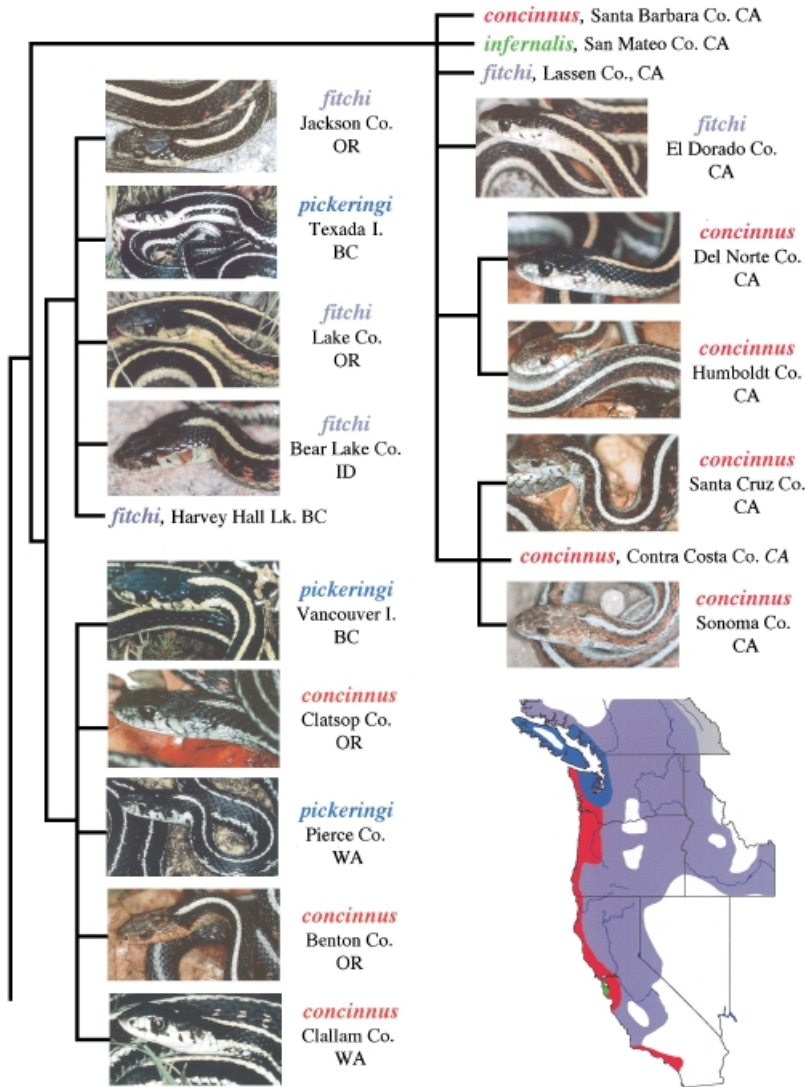 concinnus, Santa Barbara Co. CA
infernalis, San Mateo Co. CA
fitchi, Lassen Co., CA
fitchi
El Dorado Co.
CA
concinnus
Del Norte Co.
CA
concinnus
Humboldt Co.
CA
concinnus
Santa Cruz Co.
CA
concinnus, Contra Costa Co. CA
concinnus
Sonoma Co.
CA
fitchi
Jackson Co.
OR
pickeringi
Texada I.
BC
fitchi
Lake Co.
OR
fitchi
Bear Lake Co.
ID
fitchi, Harvey Hall Lk. BC
pickeringi
Vancouver I.
BC
concinnus
Clatsop Co.
OR
pickeringi
Pierce Co.
WA
concinnus
Benton Co.
OR
concinnus
Clallam Co.
WA